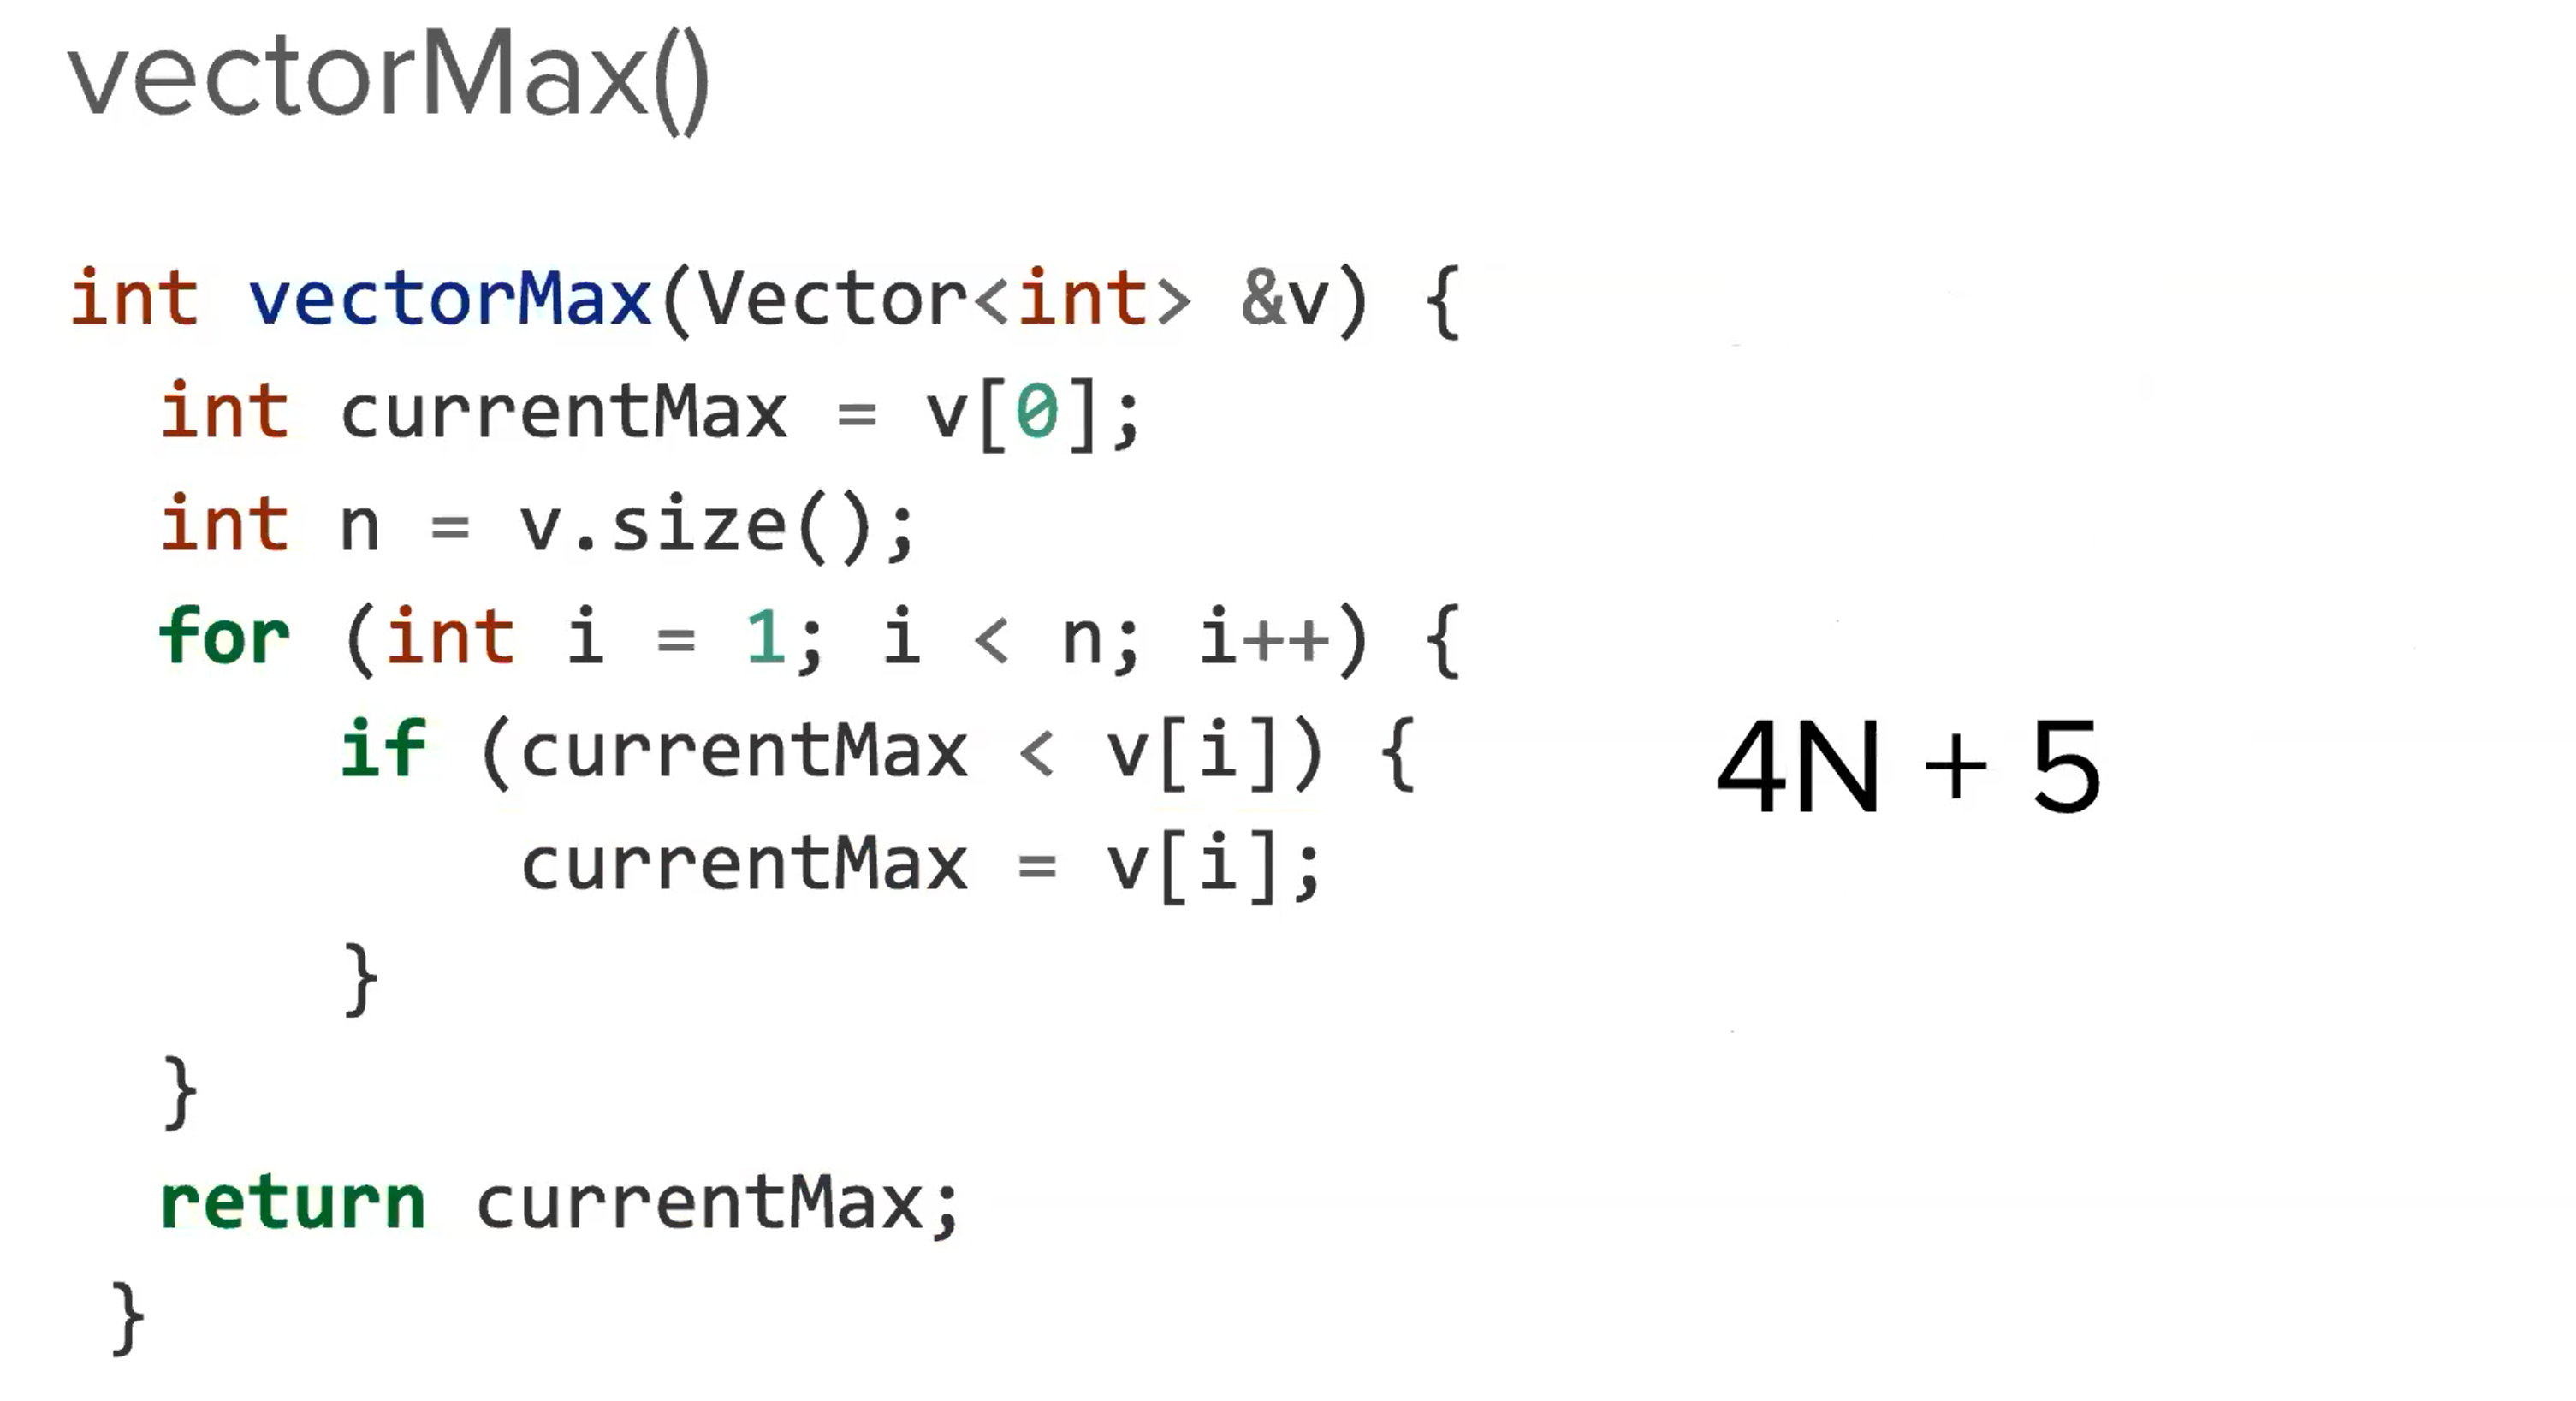 vectorMax()
int vectorMax(Vector<int> &v) {
int currentMax = v[0];
int n = v.size();
for (int i = 1; i < n; i++) {
if (currentMax < v[i]) {
currentMax = v[i];
}
}
return currentMax;
}
4N + 5